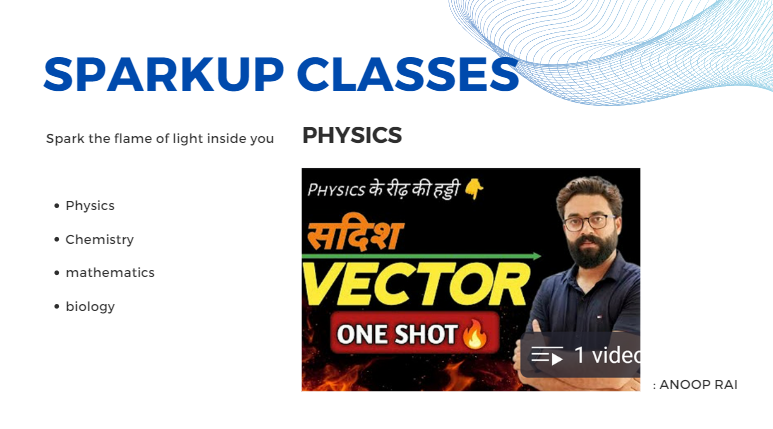 SPARKUP CLASSES
Spark the flame of light inside you
PHYSICS
Physics
Chemistry
mathematics
biology
PHYSICS के रीढ़ की हड्डी 👇
सदिश
VECTOR
ONE SHOT🔥
1 video
: ANOOP RAI